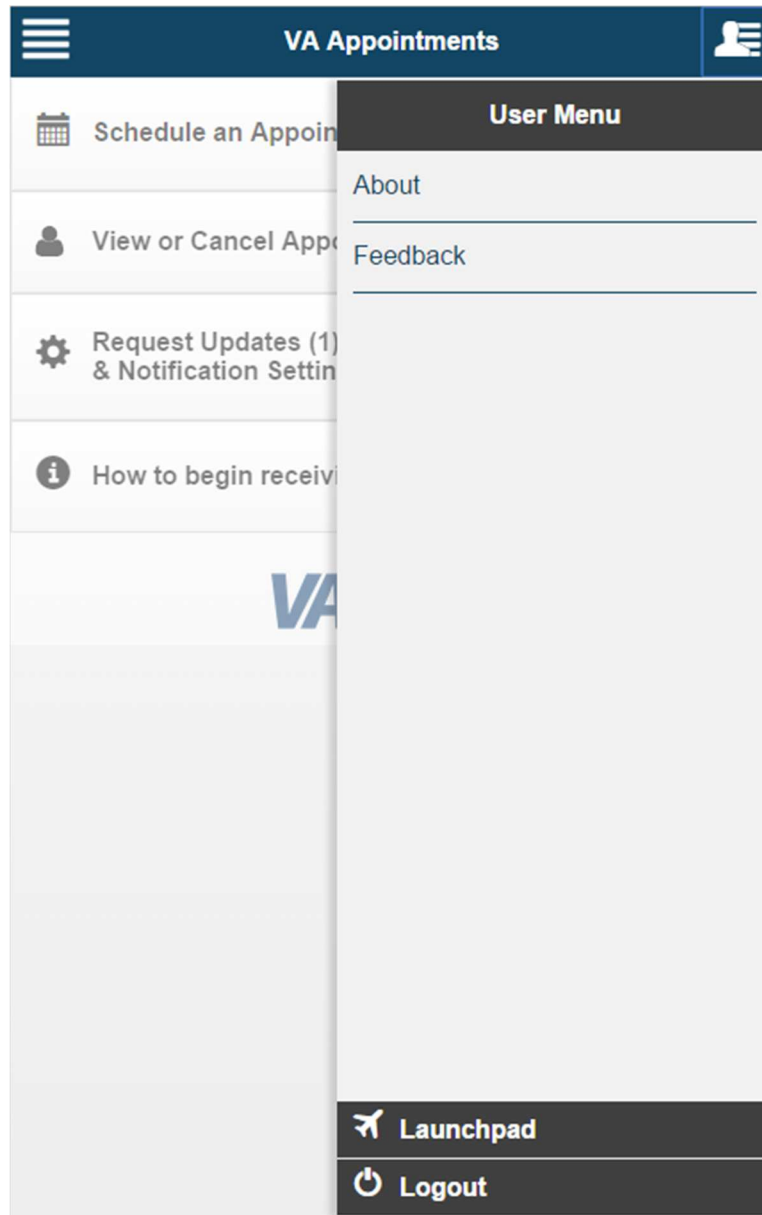 VA Appointments
User Menu
Schedule an Appoin
About
View or Cancel Appo
Feedback
Request Updates (1)
& Notification Settin
How to begin receivi
VA
Launchpad
Logout